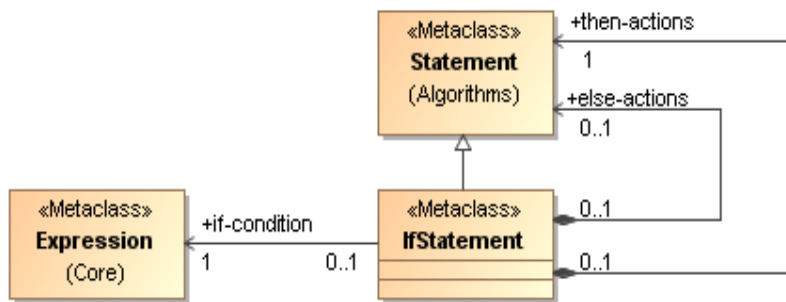 «Metaclass»
Statement
(Algorithms)
+then-actions
1
+else-actions
0..1
«Metaclass»
Expression
(Core)
+if-condition
1
0..1
«Metaclass»
IfStatement
0..1
0..1